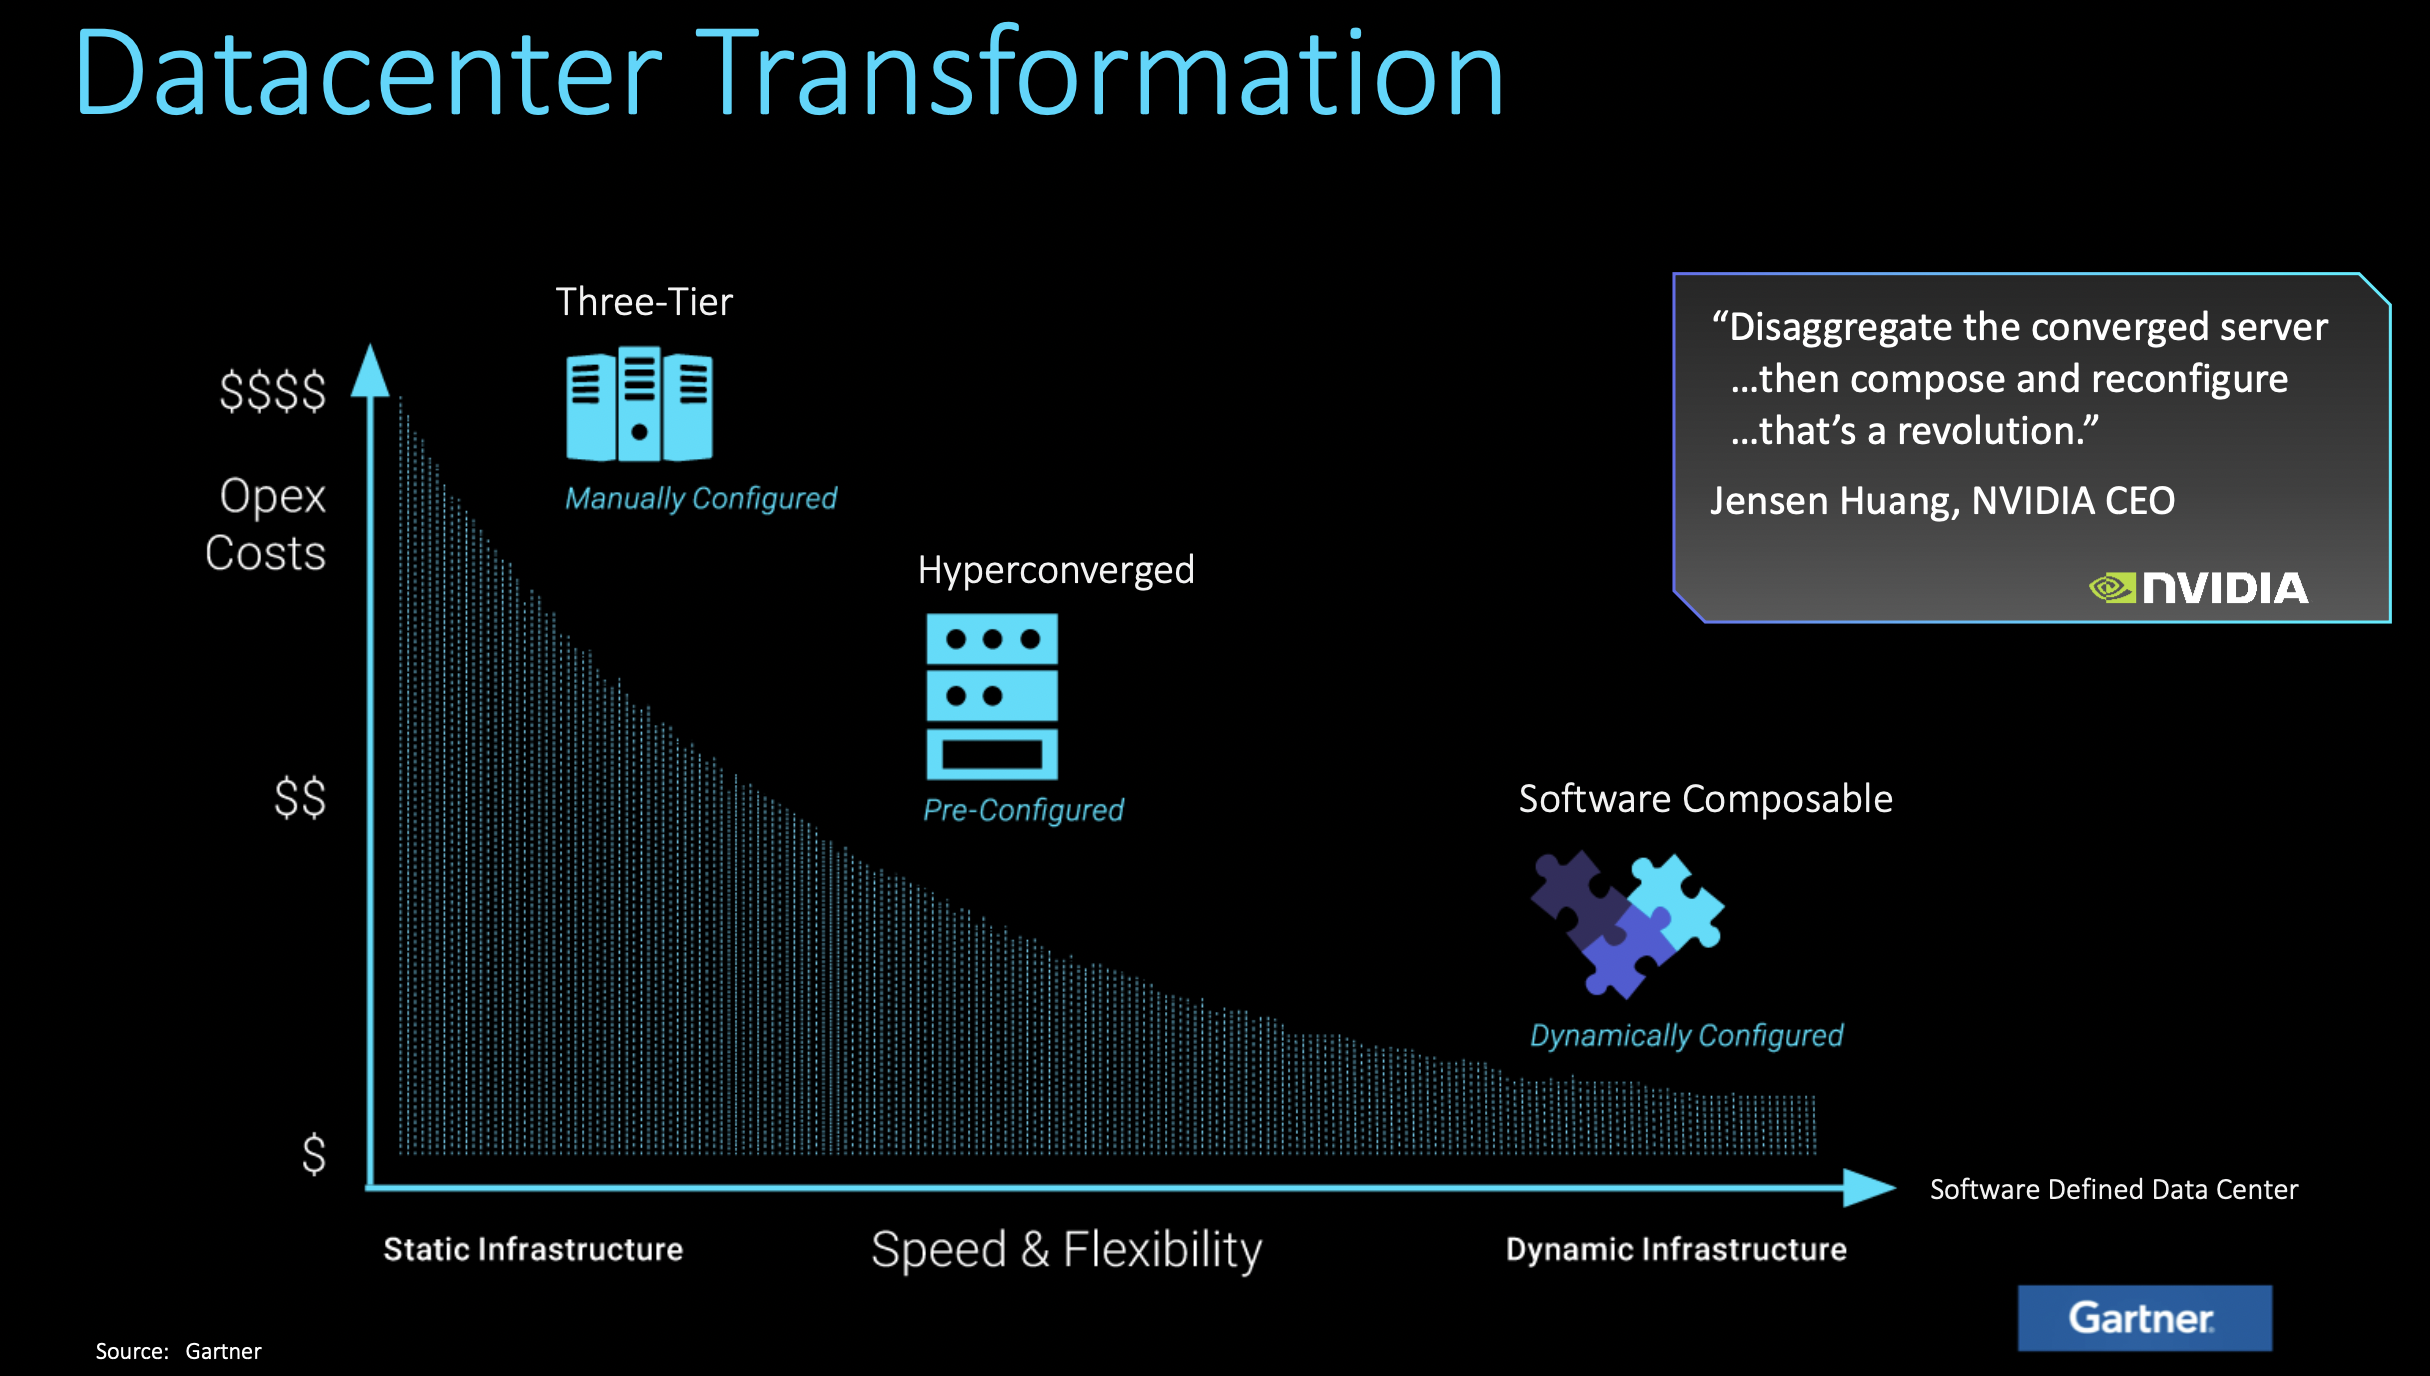 Datacenter Transformation
Three-Tier
Manually Configured
Hyperconverged
Pre-Configured
Software Composable
Dynamically Configured
“Disaggregate the converged server
...then compose and reconfigure
...that’s a revolution.”
Jensen Huang, NVIDIA CEO
NVIDIA
$$$$
Opex
Costs
$$
$
Software Defined Data Center
Static Infrastructure
Speed & Flexibility
Dynamic Infrastructure
Gartner
Source: Gartner